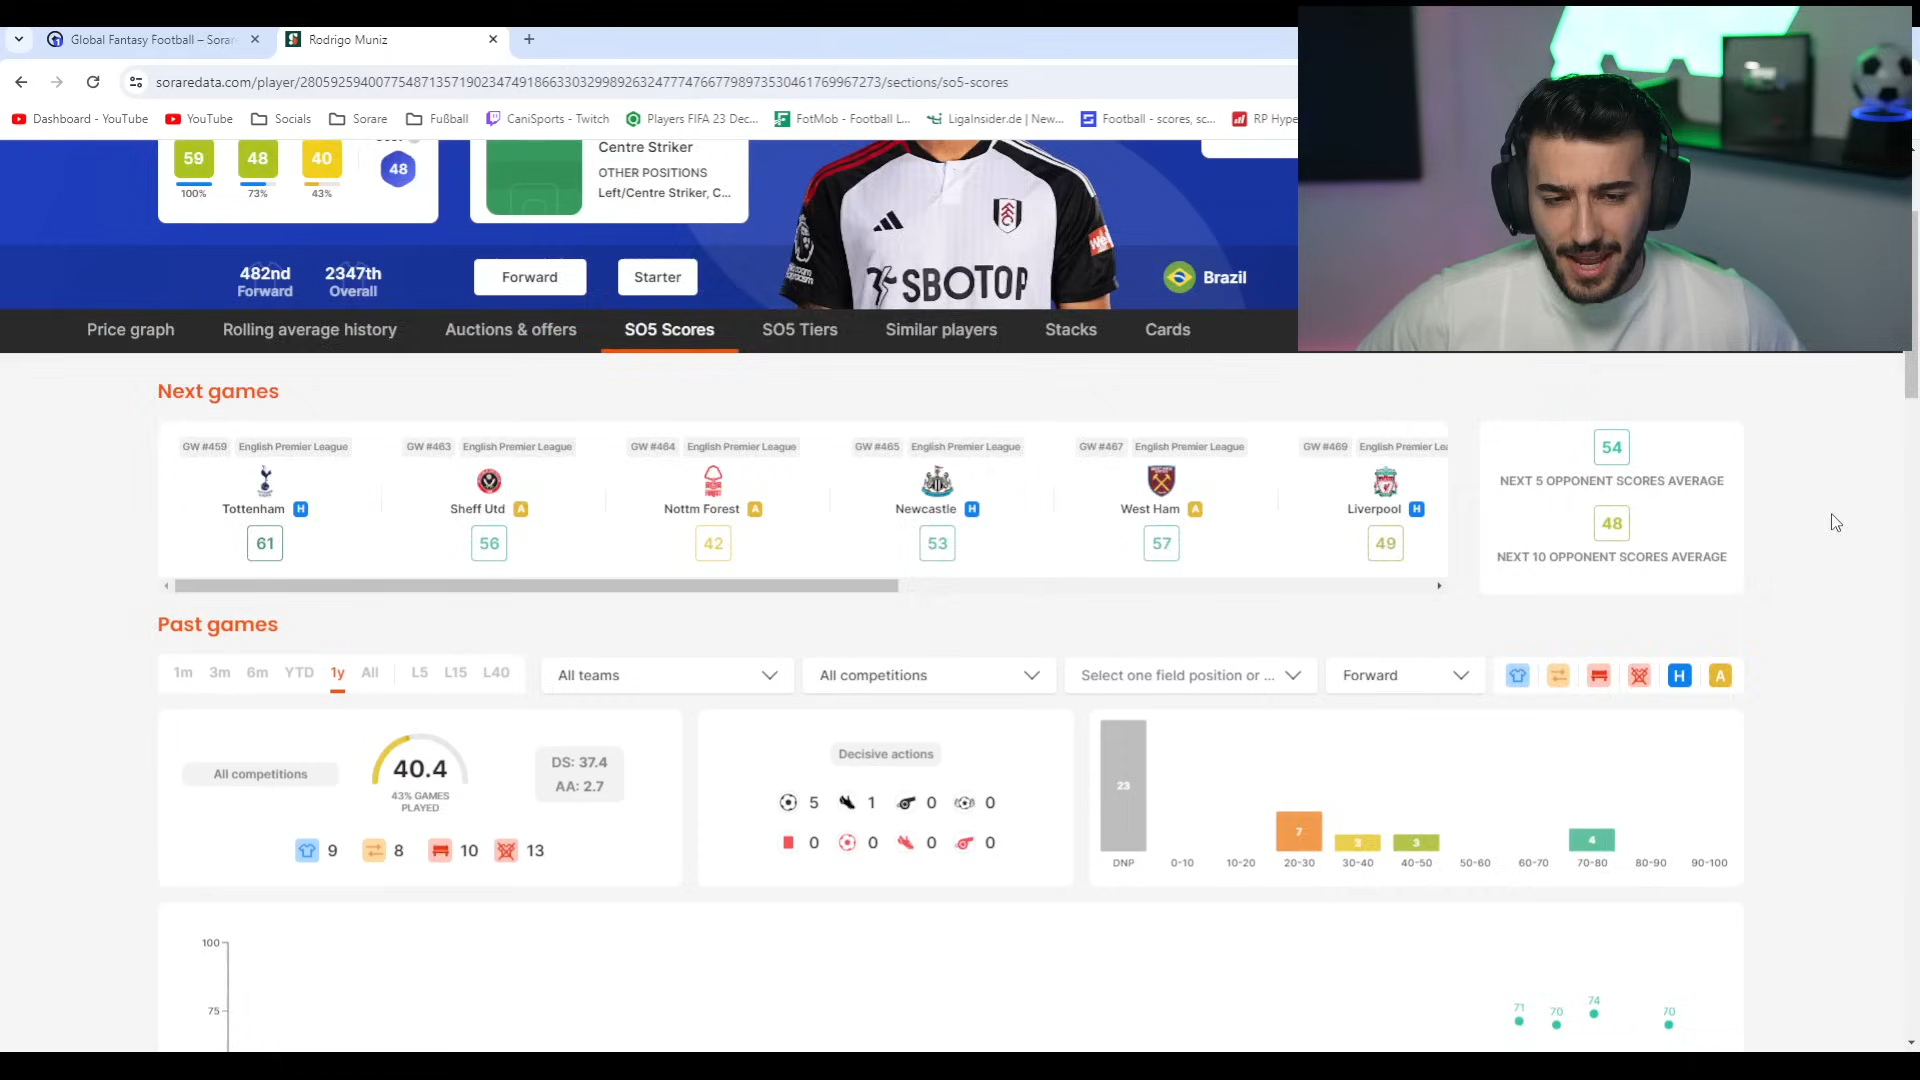 Global Fantasy Football – Sorar
Rodrigo Muniz
soraredata.com/player/28059259400775487135719023474918663303299892632477747667798973530461769967273/sections/so5-scores
Dashboard - YouTube
YouTube
Socials
Sorare
Fußball
CaniSports - Twitch
Players FIFA 23 Dec...
FotMob - Football L...
LigaInsider.de | New...
Football - scores, sc...
RP Hype
59 48 40 48
100% 73% 43%
Centre Striker
OTHER POSITIONS
Left/Centre Striker, C...
SBOTOP
482nd
Forward
2347th
Overall
Forward
Starter
Brazil
Price graph
Rolling average history
Auctions & offers
SO5 Scores
SO5 Tiers
Similar players
Stacks
Cards
Next games
GW #459 English Premier League
Tottenham H
61
GW #463 English Premier League
Sheff Utd A
56
GW #464 English Premier League
Nottm Forest A
42
GW #465 English Premier League
Newcastle H
53
GW #467 English Premier League
West Ham A
57
GW #469 English Premier Lea
Liverpool H
49
54
NEXT 5 OPPONENT SCORES AVERAGE
48
NEXT 10 OPPONENT SCORES AVERAGE
Past games
1m 3m 6m YTD 1y All L5 L15 L40
All teams
All competitions
Select one field position or ...
Forward
H A
All competitions
40.4
43% GAMES
PLAYED
DS: 37.4
AA: 2.7
9 8 10 13
Decisive actions
5 1 0 0
0 0 0 0
23 7 3 4
DNP 0-10 10-20 20-30 30-40 40-50 50-60 60-70 70-80 80-90 90-100
100
75
71 70 74 70